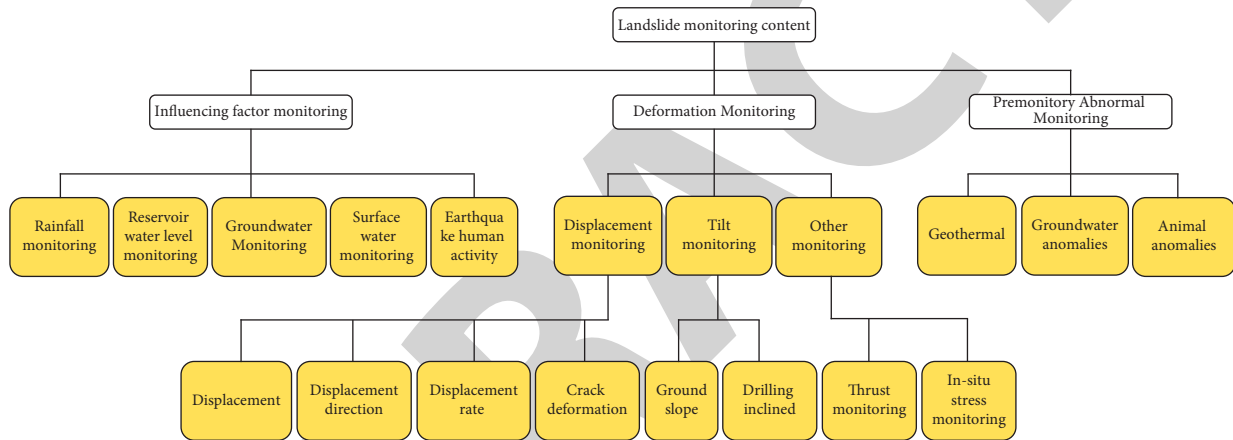 Landslide monitoring content
Influencing factor monitoring
Deformation Monitoring
Premonitory Abnormal
Monitoring
Rainfall
monitoring
Reservoir
water level
monitoring
Groundwater
Monitoring
Surface
water
monitoring
Earthqua
ke human
activity
Displacement
monitoring
Tilt
monitoring
Other
monitoring
Geothermal
Groundwater
anomalies
Animal
anomalies
Displacement
Displacement
direction
Displacement
rate
Crack
deformation
Ground
slope
Drilling
inclined
Thrust
monitoring
In-situ
stress
monitoring